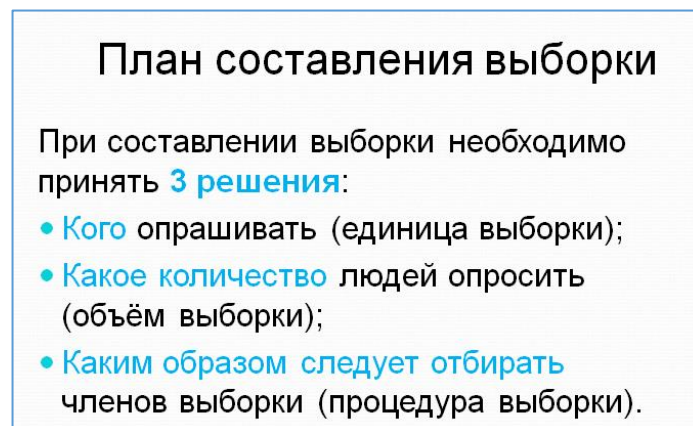 План составления выборки
При составлении выборки необходимо
принять 3 решения:
• Кого опрашивать (единица выборки);
• Какое количество людей опросить
(объём выборки);
• Каким образом следует отбирать
членов выборки (процедура выборки).